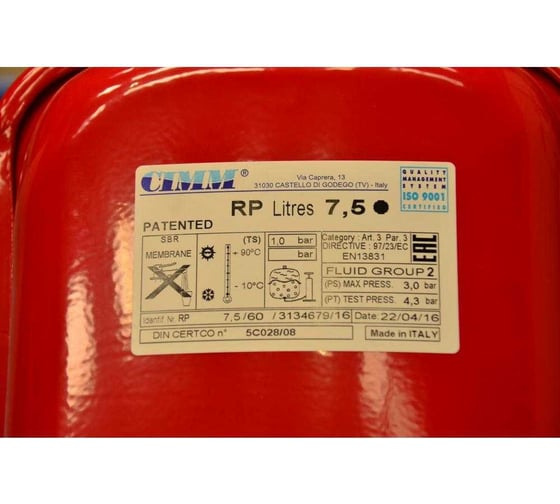 CIMM®
Via Caprera, 13
31030 CASTELLO DI GODEGO (TV) - Italy
QUALITY
MANAGEMENT
SYSTEM
ISO 9001
CERTIFIED
RP Litres 7,5
PATENTED
SBR
MEMBRANE
(TS)
+ 90°C
- 10°C
1.0 bar
bar
Category : Art. 3 Par. 3
DIRECTIVE : 97/23/EC
EN13831
EAC
FLUID GROUP 2
(PS) MAX PRESS. 3,0 bar
(PT) TEST PRESS. 4,3 bar
Identif. Nr. RP 7,5/60 / 3134679/16 Date: 22/04/16
DIN CERTCO n° 5C028/08
Made in ITALY